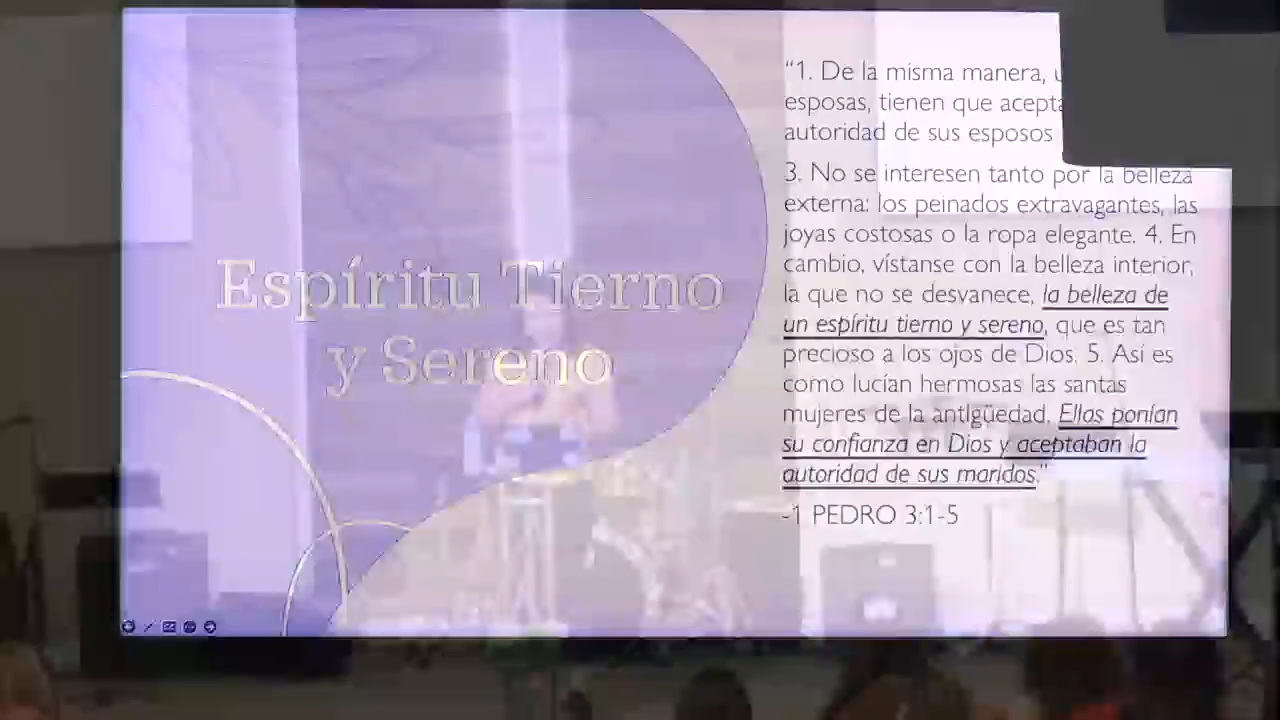 Espíritu Tierno
y Sereno
“1. De la misma manera,
esposas, tienen que
autoridad de sus esposos
3. No se interesen tanto por la belleza
externa: los peinados extravagantes, las
joyas costosas o la ropa elegante. 4. En
cambio, vístanse con la belleza interior,
la que no se desvanece, la belleza de
un espíritu tierno y sereno, que es tan
precioso a los ojos de Dios. 5. Así es
como lucían hermosas las santas
mujeres de la antigüedad. Ellas ponían
su confianza en Dios y aceptaban la
autoridad de sus maridos.”
-1 PEDRO 3:1-5